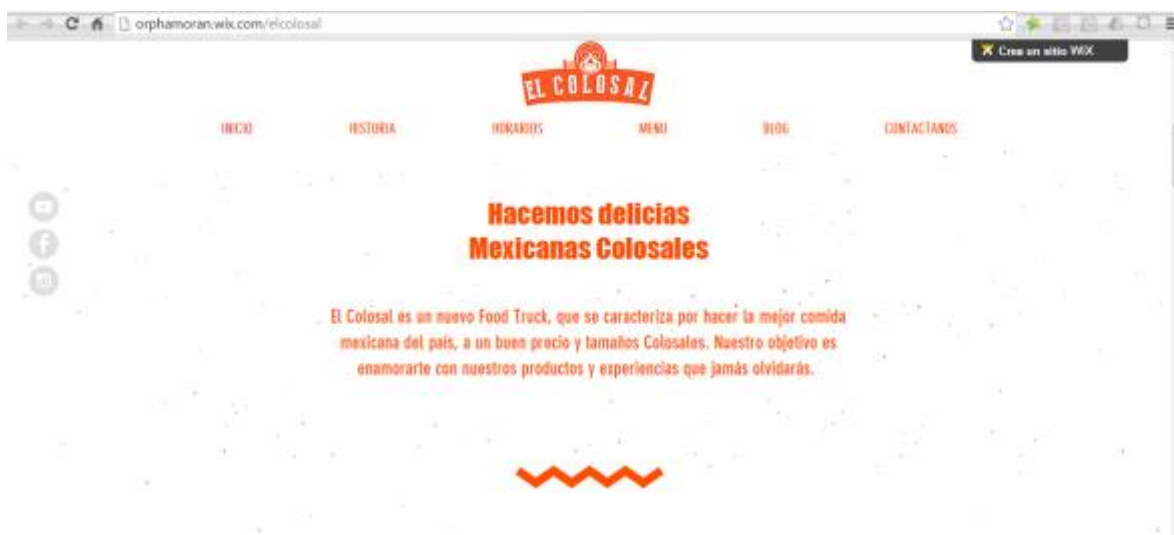 orphamoran.wix.com/elcolosal
Crea un sitio WiX
EL COLOSAL
INICIO HISTORIA HORARIOS MENU BLOG CONTACTANOS
Hacemos delicias
Mexicanas Colosales
El Colosal es un nuevo Food Truck, que se caracteriza por hacer la mejor comida
mexicana del país, a un buen precio y tamaños Colosales. Nuestro objetivo es
enamorarte con nuestros productos y experiencias que jamás olvidarás.